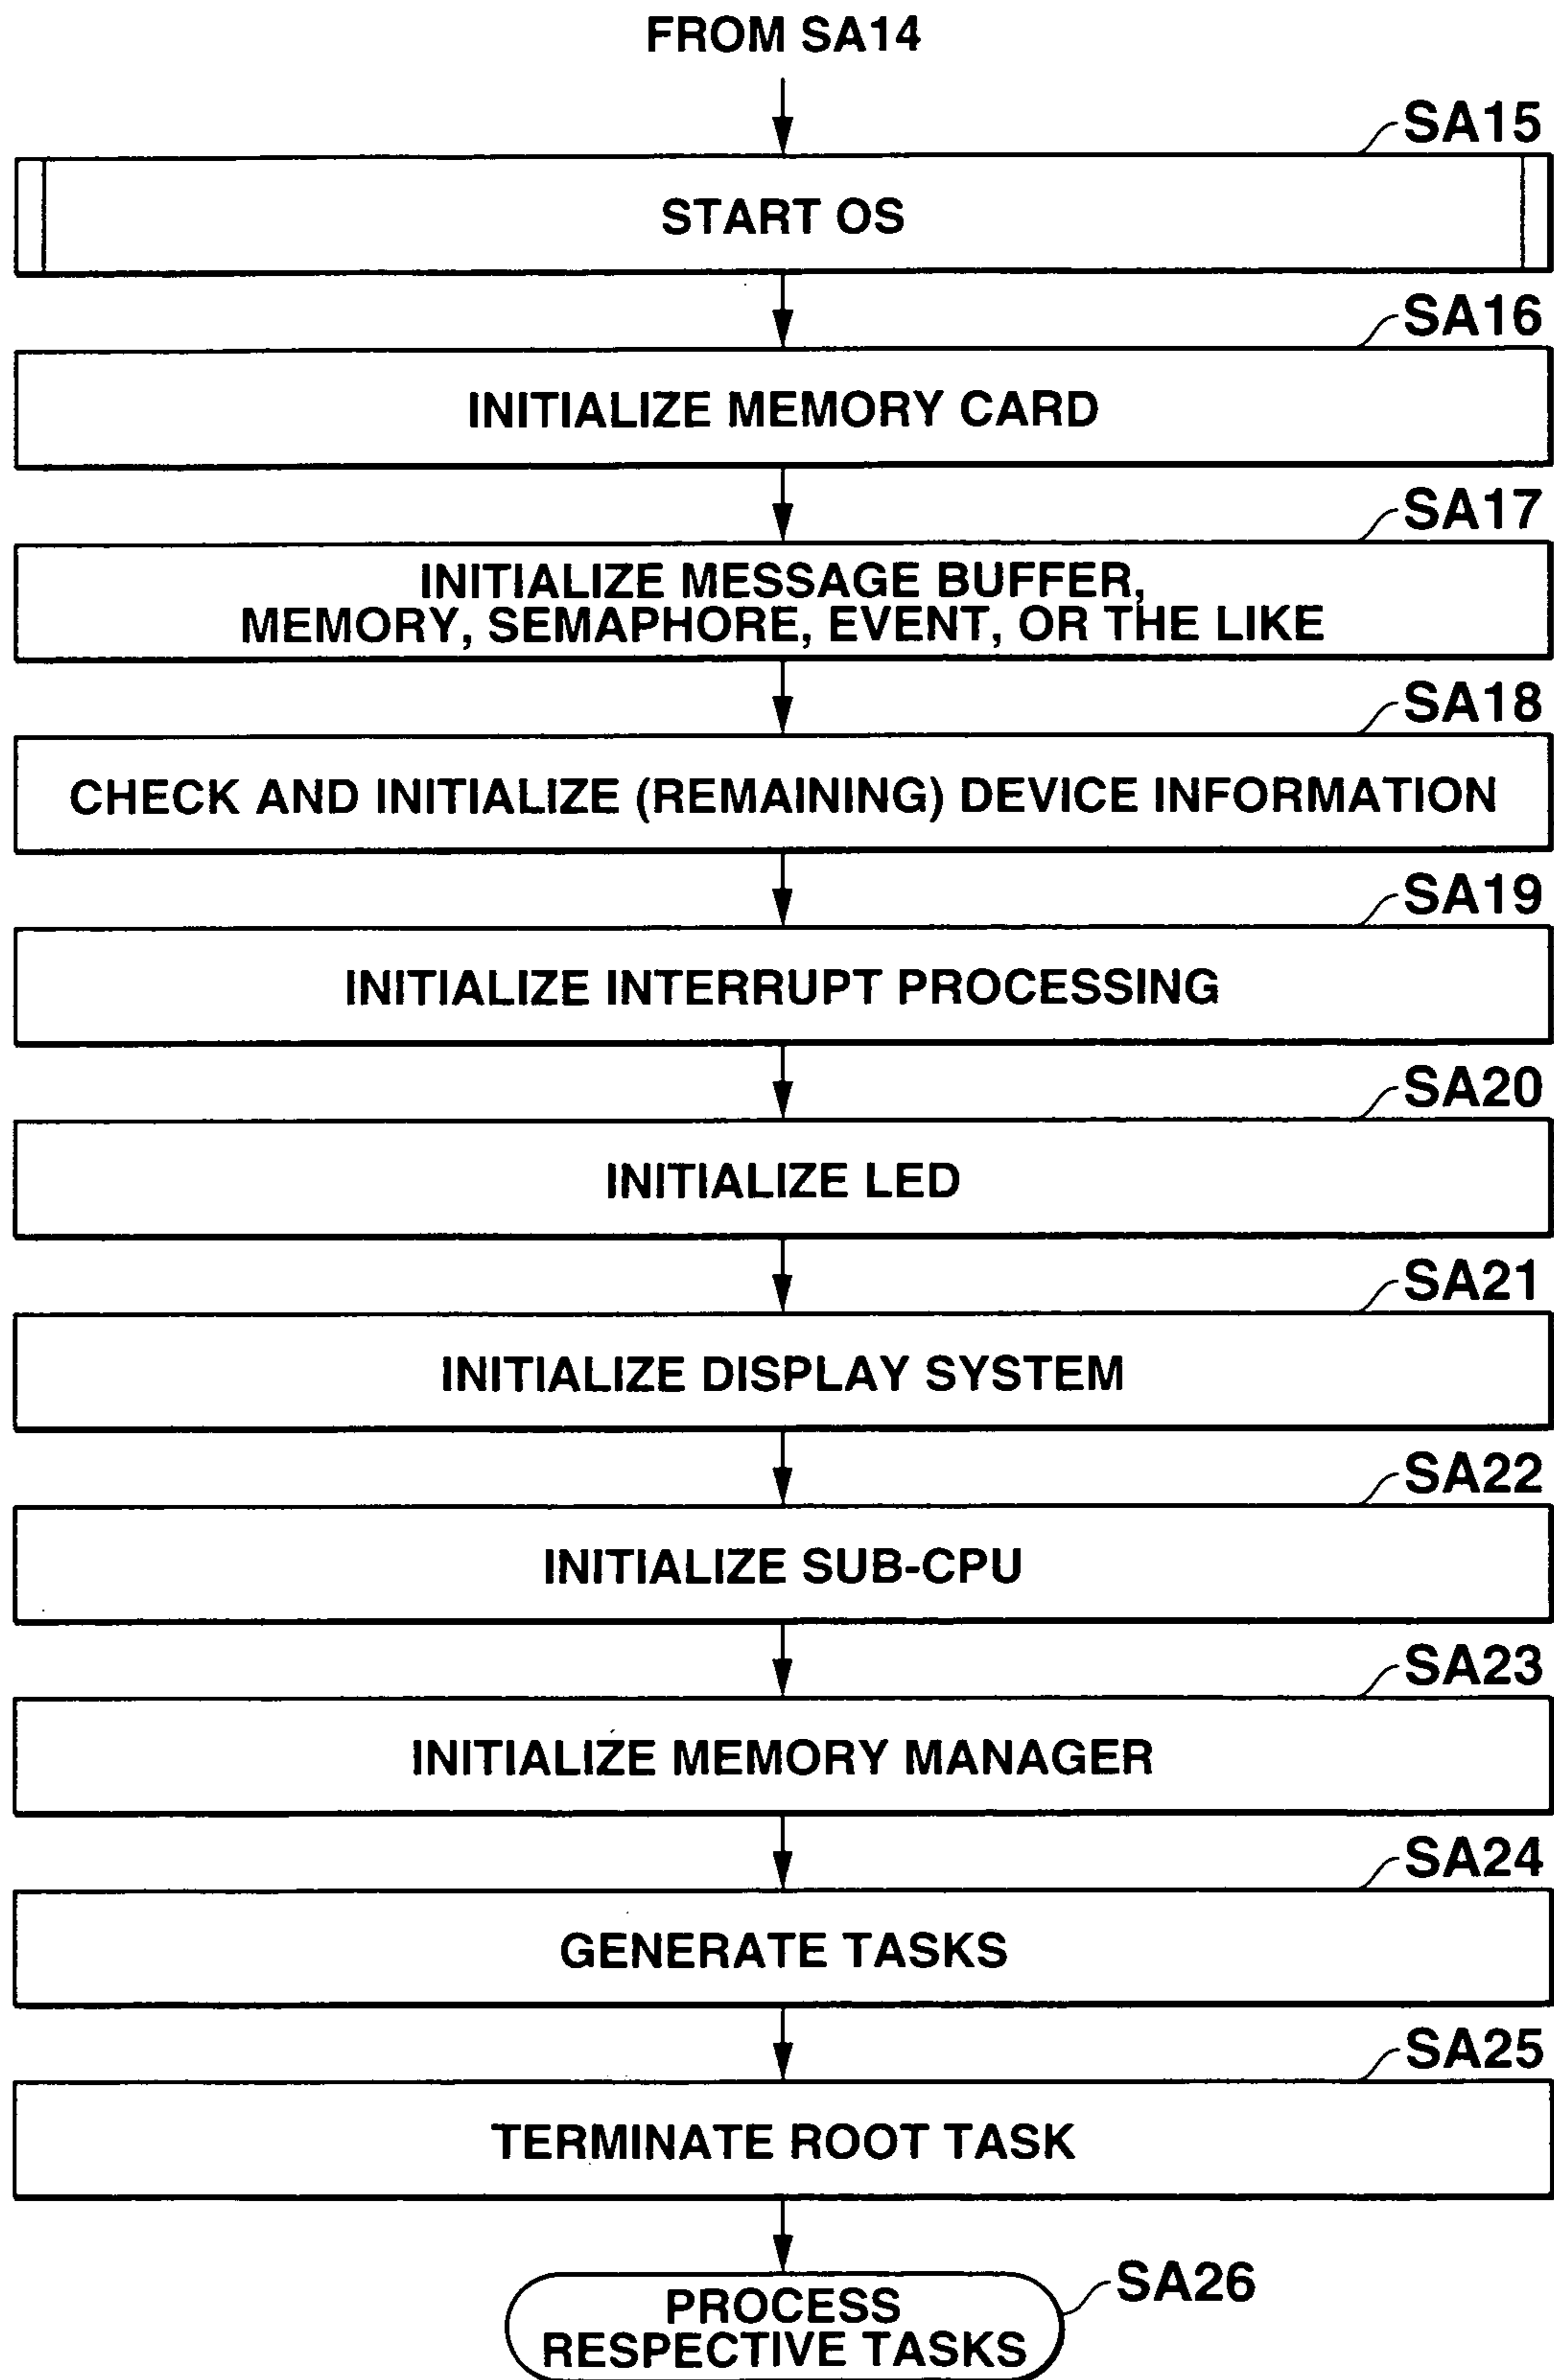 FROM SA14
SA15
START OS
SA16
INITIALIZE MEMORY CARD
SA17
INITIALIZE MESSAGE BUFFER,
MEMORY, SEMAPHORE, EVENT, OR THE LIKE
SA18
CHECK AND INITIALIZE (REMAINING) DEVICE INFORMATION
SA19
INITIALIZE INTERRUPT PROCESSING
SA20
INITIALIZE LED
SA21
INITIALIZE DISPLAY SYSTEM
SA22
INITIALIZE SUB-CPU
SA23
INITIALIZE MEMORY MANAGER
SA24
GENERATE TASKS
SA25
TERMINATE ROOT TASK
SA26
PROCESS
RESPECTIVE TASKS